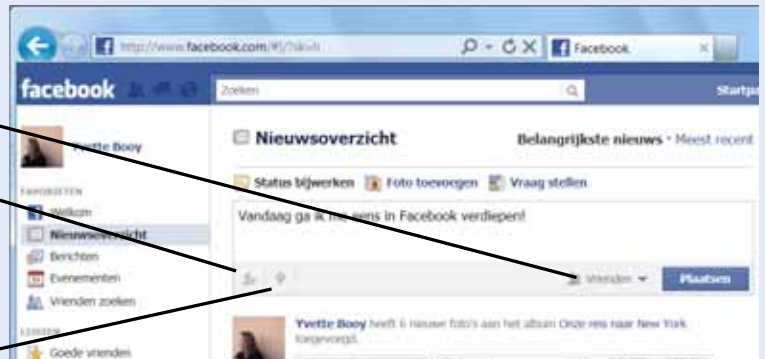 http://www.facebook.com/#!/?sk=h
Facebook
facebook
Zoeken
Yvette Booy
Nieuwsoverzicht
Belangrijkste nieuws · Meest recent
Status bijwerken Foto toevoegen Vraag stellen
FAVORIETEN
Welkom
Vandaag ga ik me eens in Facebook verdiepen!
Nieuwsoverzicht
Berichten
Evenementen
Vrienden Plaatsen
Vrienden zoeken
Yvette Booy heeft 6 nieuwe foto's aan het album Onze reis naar New York
toegevoegd.
LIJSTEN
Goede vrienden